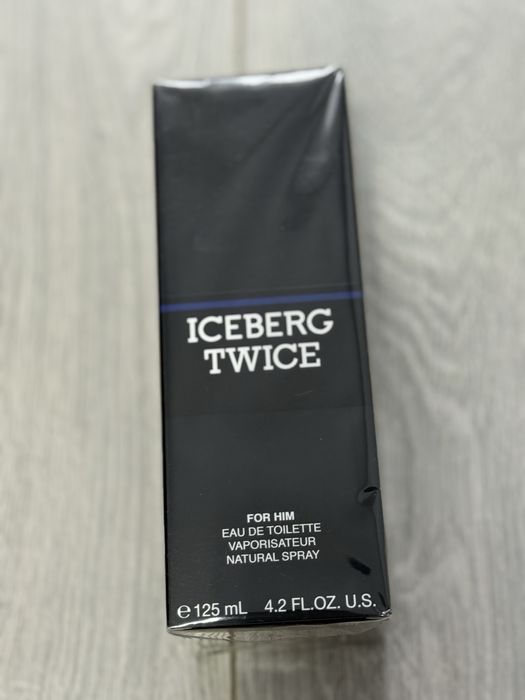 ICEBERG
TWICE
FOR HIM
EAU DE TOILETTE
VAPORISATEUR
NATURAL SPRAY
℮ 125 mL 4.2 FL.OZ. U.S.